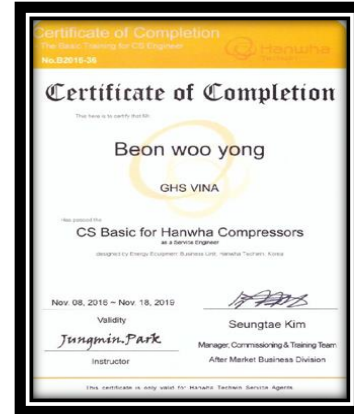 Certificate of Completion
The Basic Training for CS Engineer
No.B2016-36
Hanwha
Certificate of Completion
This here is to certify that Mr.
Beon woo yong
GHS VINA
Has passed the
CS Basic for Hanwha Compressors
as a Service Engineer
designed by Energy Equipment Business Unit, Hanwha Techwin, Korea
Nov. 08, 2016 ~ Nov. 18, 2019
Validity
Seungtae Kim
Jungmin.Park
Manager, Commissioning & Training Team
Instructor
After Market Business Division
This certificate is only valid for Hanwha Techwin Service Agents